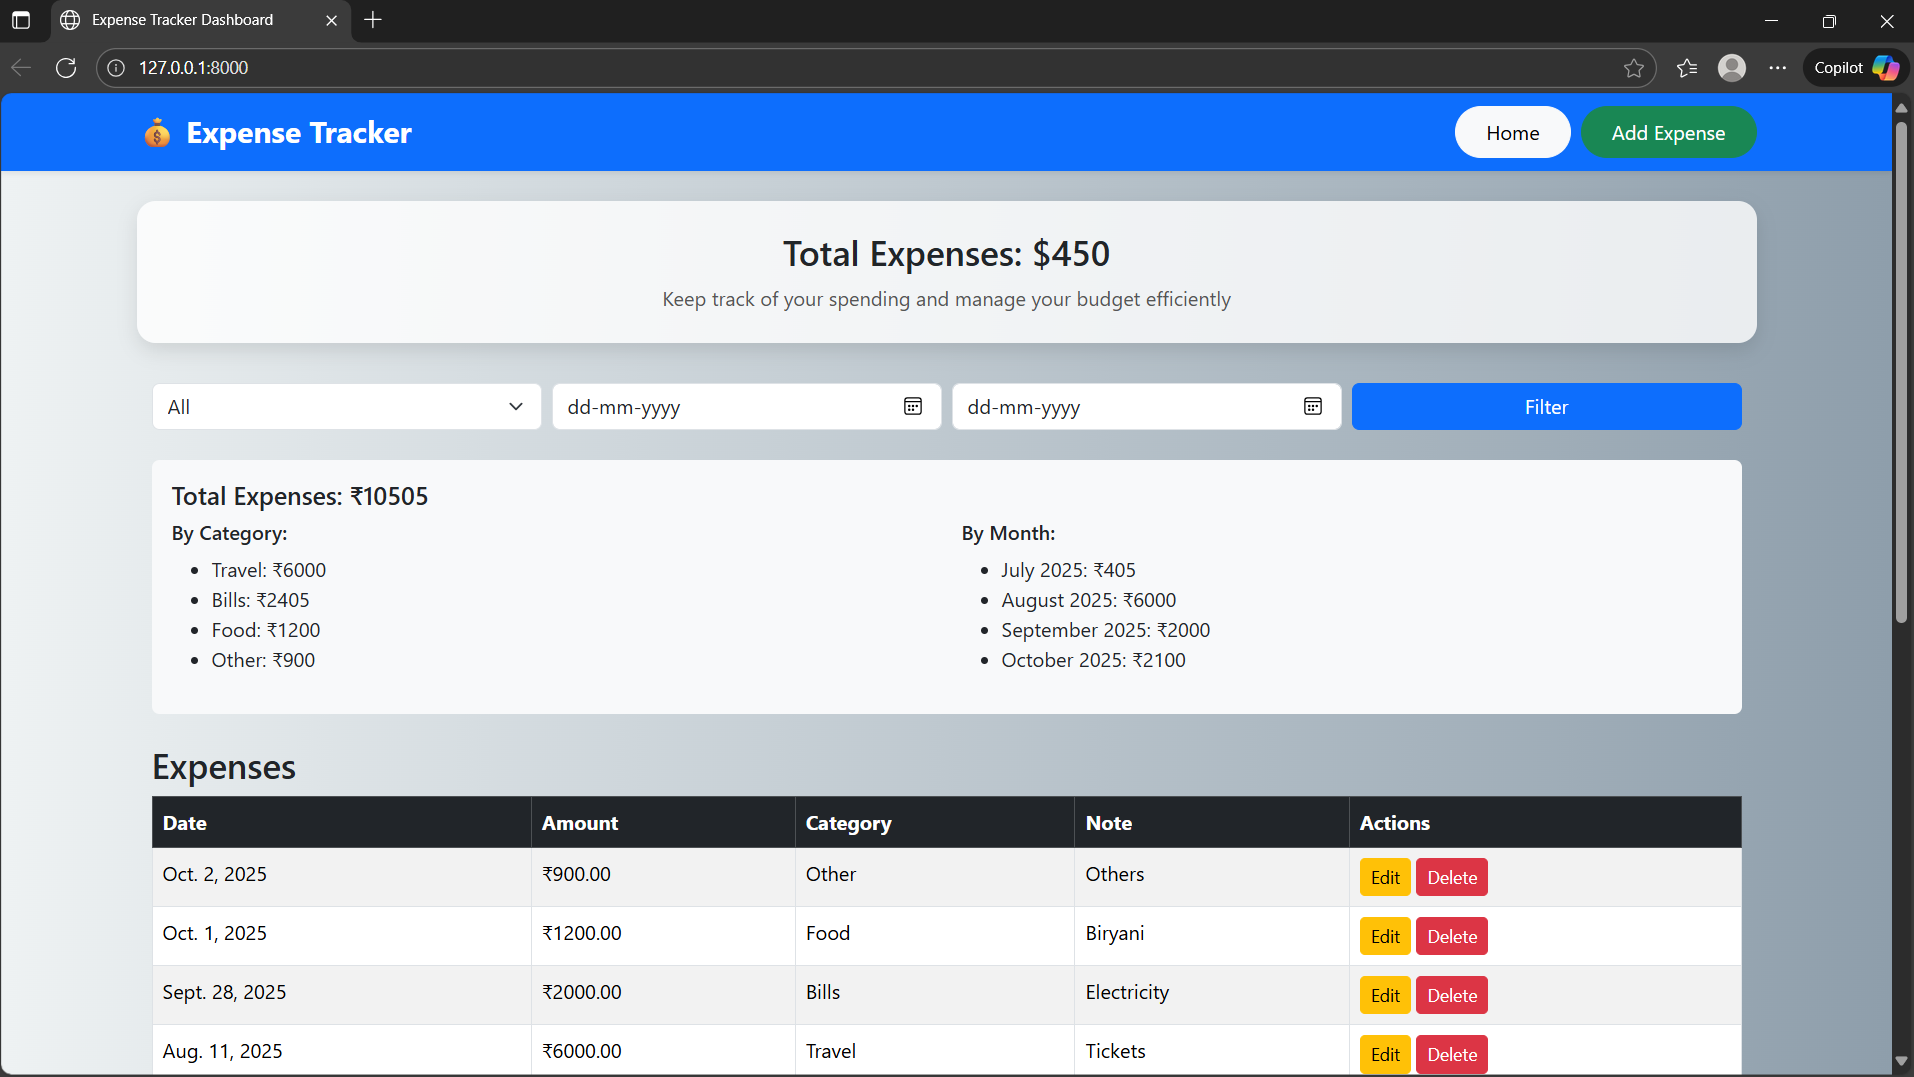 Expense Tracker Dashboard
127.0.0.1:8000
Copilot
Expense Tracker
Home
Add Expense
Total Expenses: $450
Keep track of your spending and manage your budget efficiently
All
dd-mm-yyyy
dd-mm-yyyy
Filter
Total Expenses: ₹10505
By Category:
Travel: ₹6000
Bills: ₹2405
Food: ₹1200
Other: ₹900
By Month:
July 2025: ₹405
August 2025: ₹6000
September 2025: ₹2000
October 2025: ₹2100
Expenses
Date Amount Category Note Actions
Oct. 2, 2025 ₹900.00 Other Others Edit Delete
Oct. 1, 2025 ₹1200.00 Food Biryani Edit Delete
Sept. 28, 2025 ₹2000.00 Bills Electricity Edit Delete
Aug. 11, 2025 ₹6000.00 Travel Tickets Edit Delete